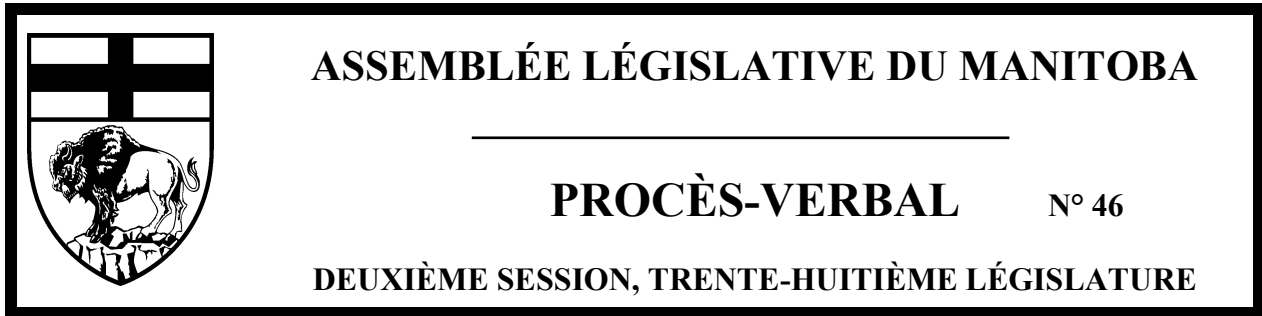 ASSEMBLÉE LÉGISLATIVE DU MANITOBA
PROCÈS-VERBAL N° 46
DEUXIÈME SESSION, TRENTE-HUITIÈME LÉGISLATURE